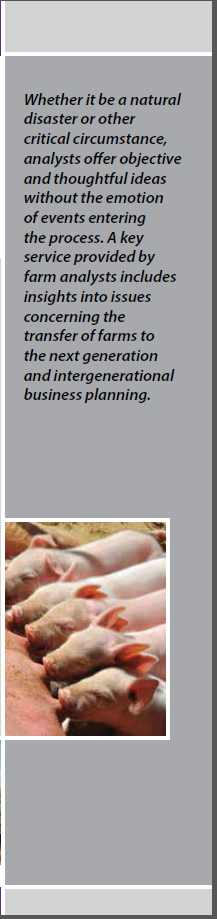 Whether it be a natural
disaster or other
critical circumstance,
analysts offer objective
and thoughtful ideas
without the emotion
of events entering
the process. A key
service provided by
farm analysts includes
insights into issues
concerning the
transfer of farms to
the next generation
and intergenerational
business planning.